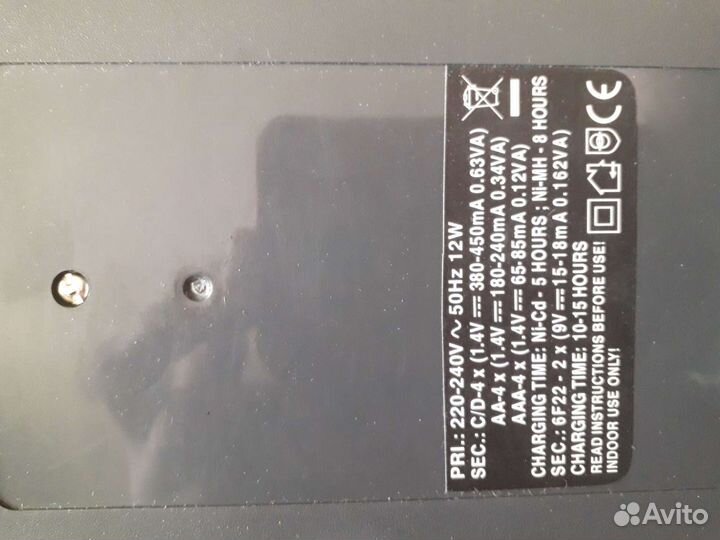 PRI.: 220-240V ~ 50Hz 12W
SEC.: C/D-4 x (1.4V ⎓ 380-450mA 0.63VA)
AA-4 x (1.4V ⎓ 180-240mA 0.34VA)
AAA-4 x (1.4V ⎓ 65-85mA 0.12VA)
CHARGING TIME: Ni-Cd - 5 HOURS ; Ni-MH - 8 HOURS
SEC.: 6F22 - 2 x (9V ⎓ 15-18mA 0.162VA)
CHARGING TIME: 10-15 HOURS
READ INSTRUCTIONS BEFORE USE!
INDOOR USE ONLY!
CE
Avito